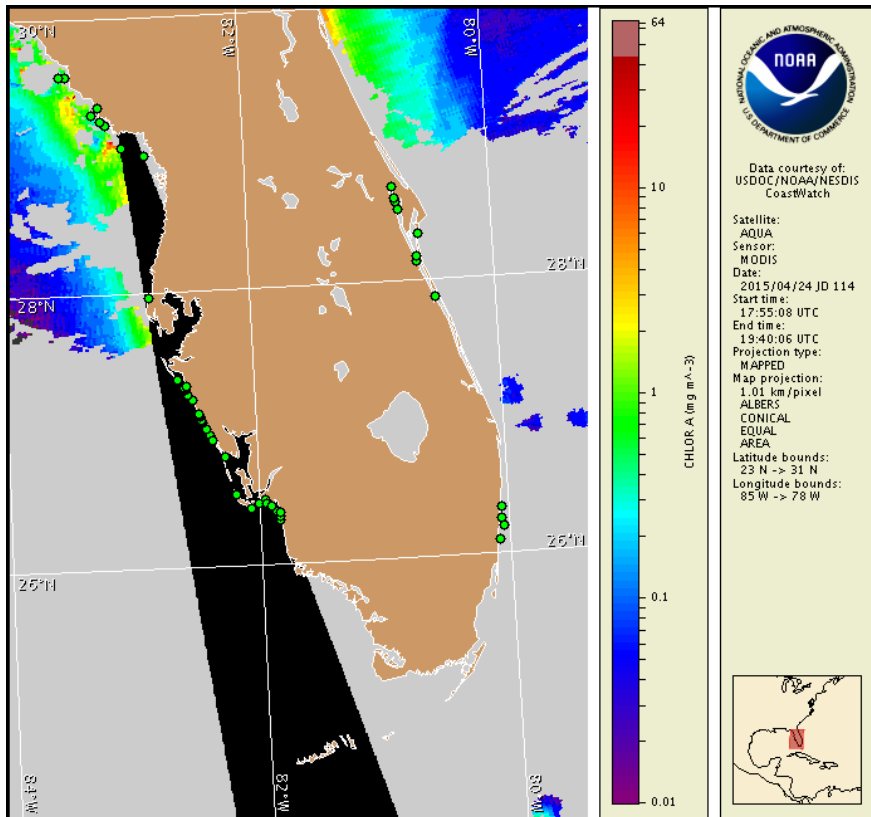 30°N
82°W
80°W
28°N
28°N
26°N
26°N
84°W
82°W
80°W
64
10
1
0.1
0.01
CHLOR A (mg m^-3)
NATIONAL OCEANIC AND ATMOSPHERIC ADMINISTRATION
NOAA
U.S. DEPARTMENT OF COMMERCE
Data courtesy of:
USDOC/NOAA/NESDIS
CoastWatch
Satellite:
AQUA
Sensor:
MODIS
Date:
2015/04/24 JD 114
Start time:
17:55:08 UTC
End time:
19:40:06 UTC
Projection type:
MAPPED
Map projection:
1.01 km/pixel
ALBERS
CONICAL
EQUAL
AREA
Latitude bounds:
23 N -> 31 N
Longitude bounds:
85 W -> 78 W